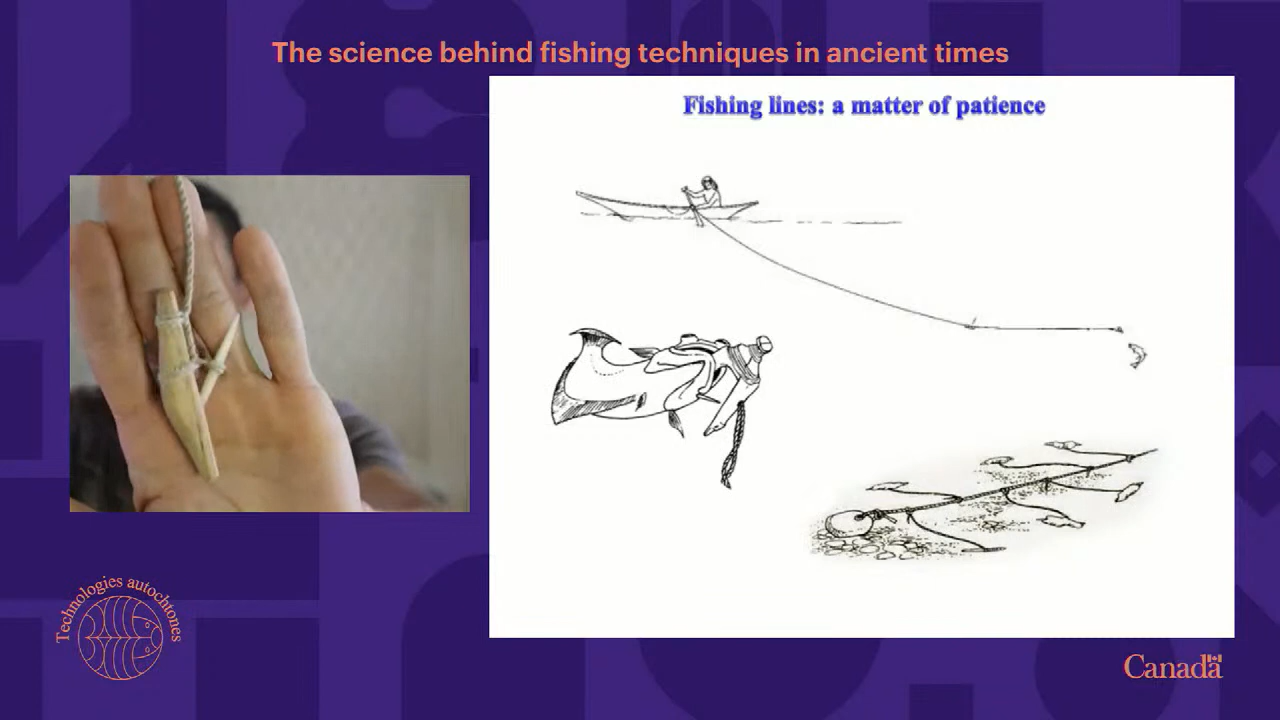 The science behind fishing techniques in ancient times
Fishing lines: a matter of patience
Technologies autochtones
Canada